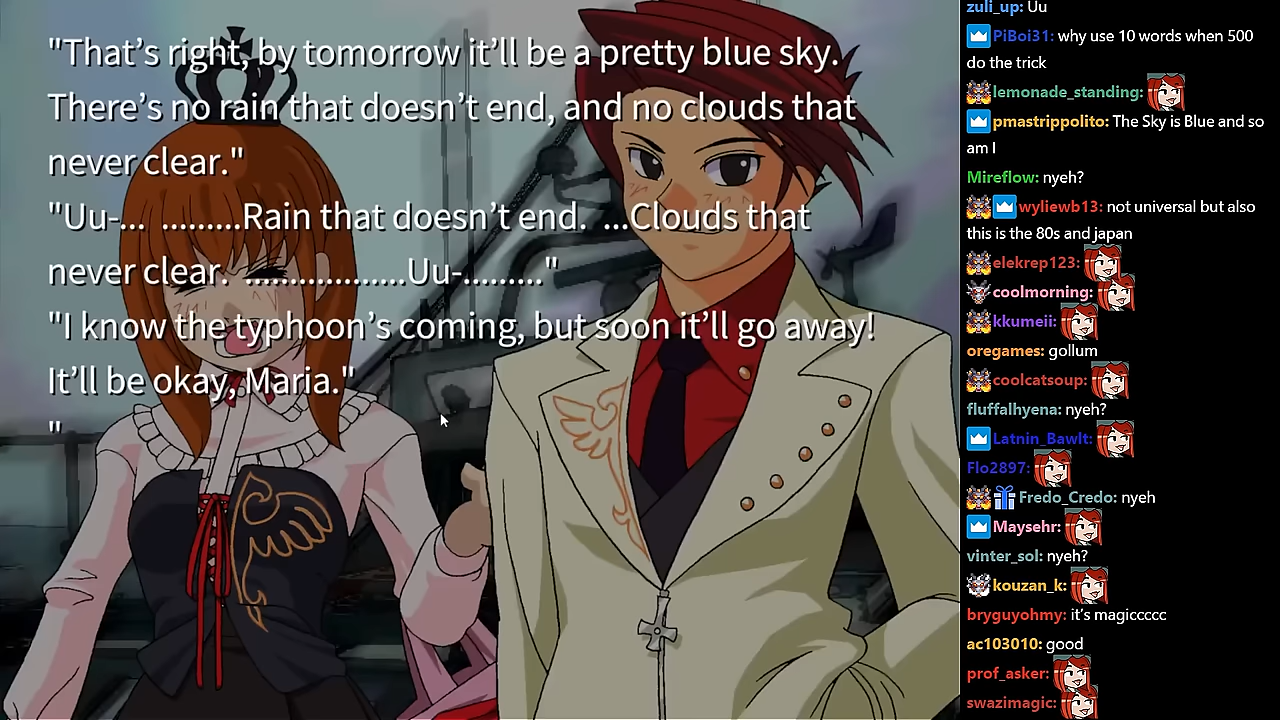 "That’s right, by tomorrow it’ll be a pretty blue sky.
There’s no rain that doesn’t end, and no clouds that
never clear."
"Uu-... .........Rain that doesn’t end.  ...Clouds that
never clear.  ..................Uu-........."
"I know the typhoon’s coming, but soon it’ll go away!
It’ll be okay, Maria."
"
zuli_up: Uu
PiBoi31: why use 10 words when 500
do the trick
lemonade_standing:
pmastrippolito: The Sky is Blue and so
am I
Mireflow: nyeh?
wyliewb13: not universal but also
this is the 80s and japan
elekrep123:
coolmorning:
kkumeii:
oregames: gollum
coolcatsoup:
fluffalhyena: nyeh?
Latnin_Bawlt:
Flo2897:
Fredo_Credo: nyeh
Maysehr:
vinter_sol: nyeh?
kouzan_k:
bryguyohmy: it's magiccccc
ac103010: good
prof_asker:
swazimagic: